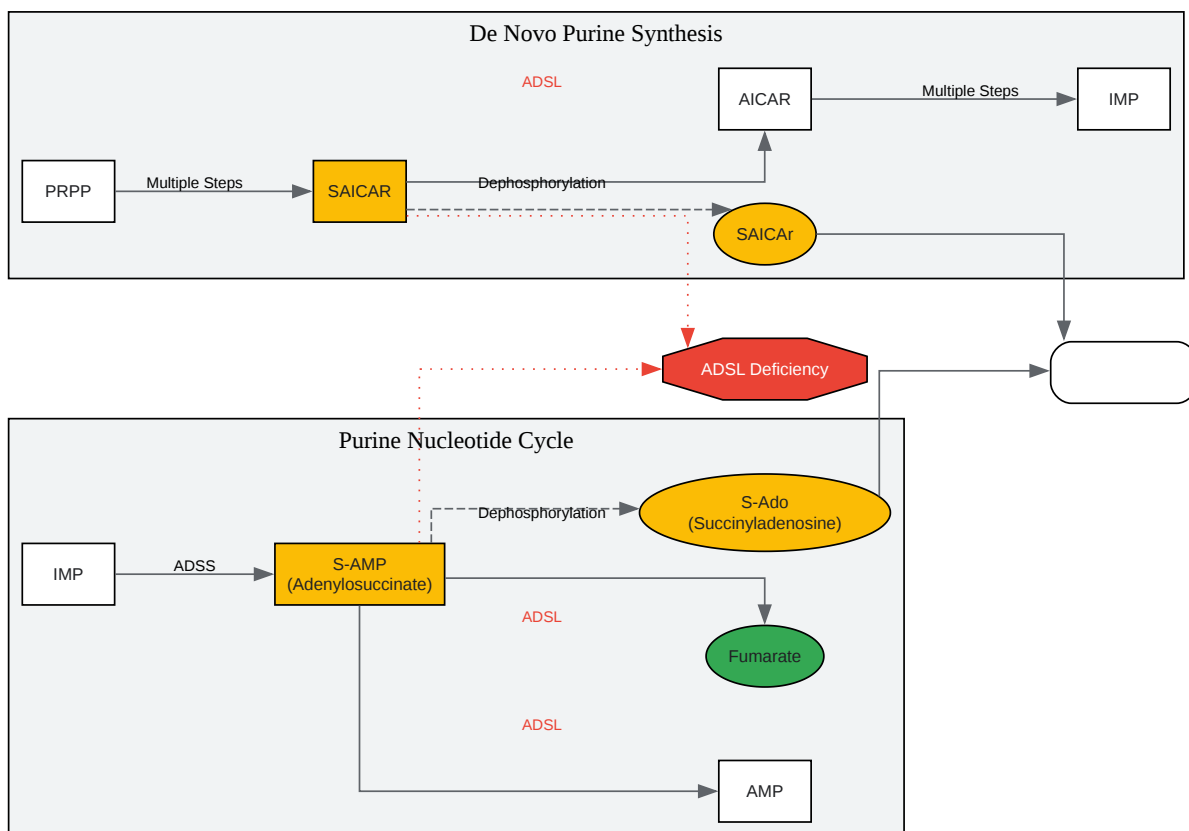 De Novo Purine Synthesis
ADSL
AICAR
Multiple Steps
IMP
PRPP
Multiple Steps
SAICAR
Dephosphorylation
SAICAr
ADSL Deficiency
Purine Nucleotide Cycle
S-Ado
(Succinyladenosine)
Dephosphorylation
IMP
ADSS
S-AMP
(Adenylosuccinate)
ADSL
Fumarate
ADSL
AMP